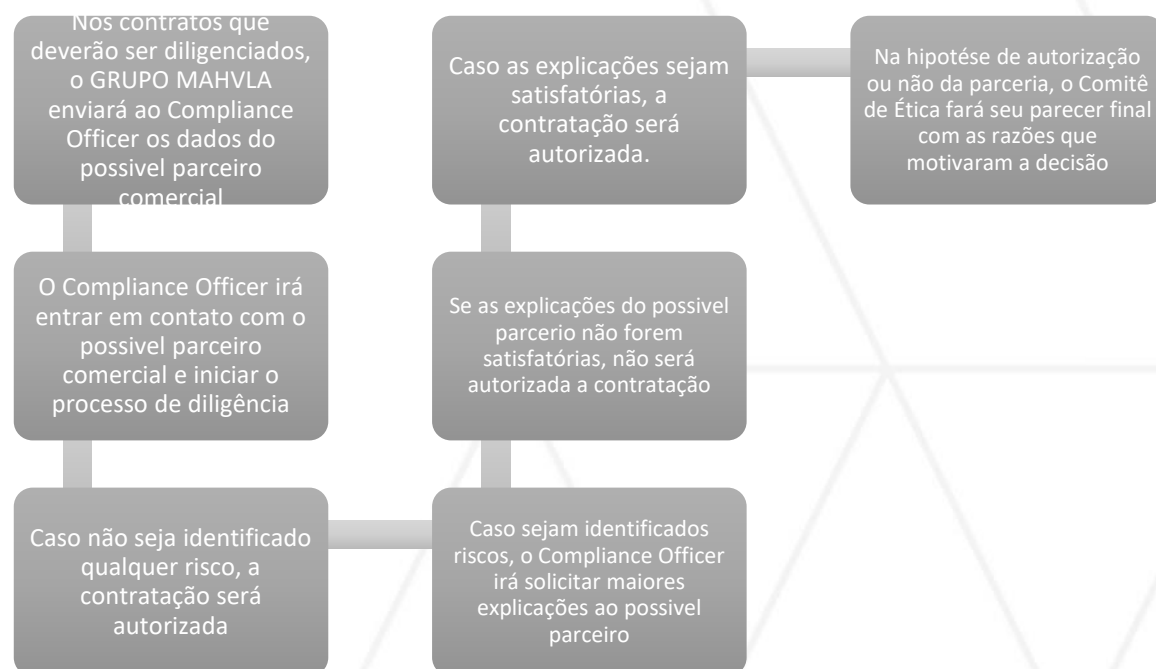 Nos contratos que
deverão ser diligenciados,
o GRUPO MAHVLA
enviará ao Compliance
Officer os dados do
possivel parceiro
comercial
O Compliance Officer irá
entrar em contato com o
possivel parceiro
comercial e iniciar o
processo de diligência
Caso não seja identificado
qualquer risco, a
contratação será
autorizada
Caso sejam identificados
riscos, o Compliance Officer
irá solicitar maiores
explicações ao possivel
parceiro
Se as explicações do possivel
parcerio não forem
satisfatórias, não será
autorizada a contratação
Caso as explicações sejam
satisfatórias, a
contratação será
autorizada.
Na hipotése de autorização
ou não da parceria, o Comitê
de Ética fará seu parecer final
com as razões que
motivaram a decisão